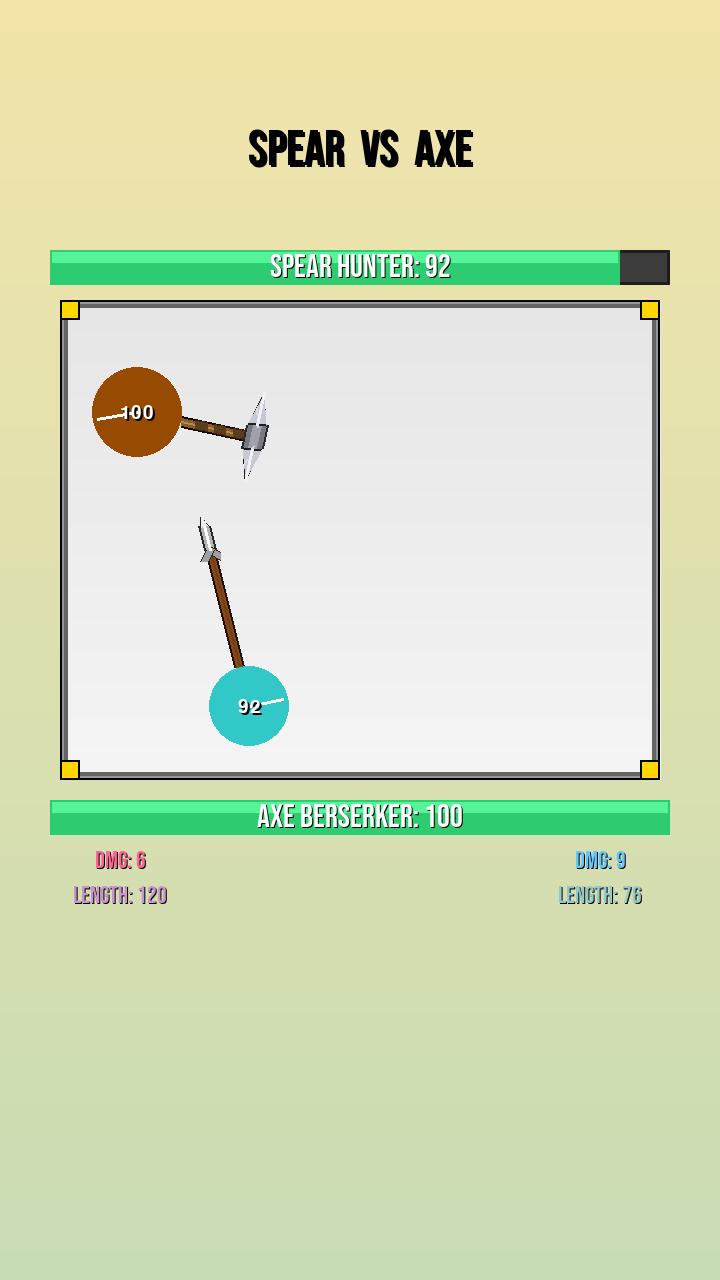 SPEAR VS AXE
SPEAR HUNTER: 92
100
92
AXE BERSERKER: 100
DMG: 6
DMG: 9
LENGTH: 120
LENGTH: 76